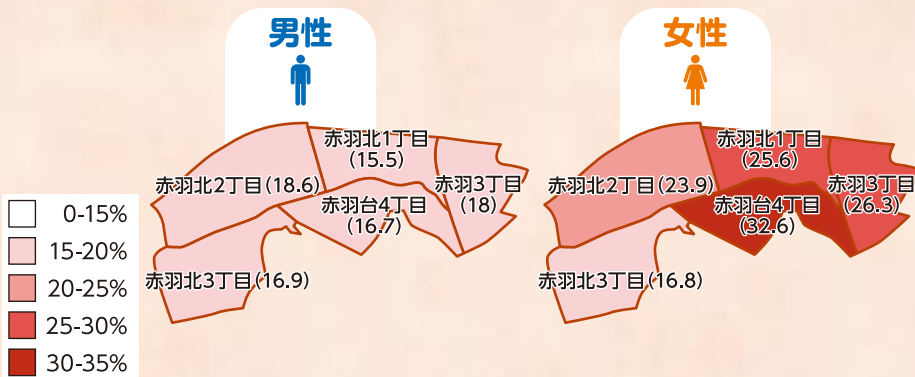 男性
赤羽北1丁目
(15.5)
赤羽北2丁目(18.6)
赤羽3丁目
(18)
赤羽台4丁目
(16.7)
赤羽北3丁目(16.9)
女性
赤羽北1丁目
(25.6)
赤羽北2丁目(23.9)
赤羽3丁目
(26.3)
赤羽台4丁目
(32.6)
赤羽北3丁目(16.8)
0-15%
15-20%
20-25%
25-30%
30-35%